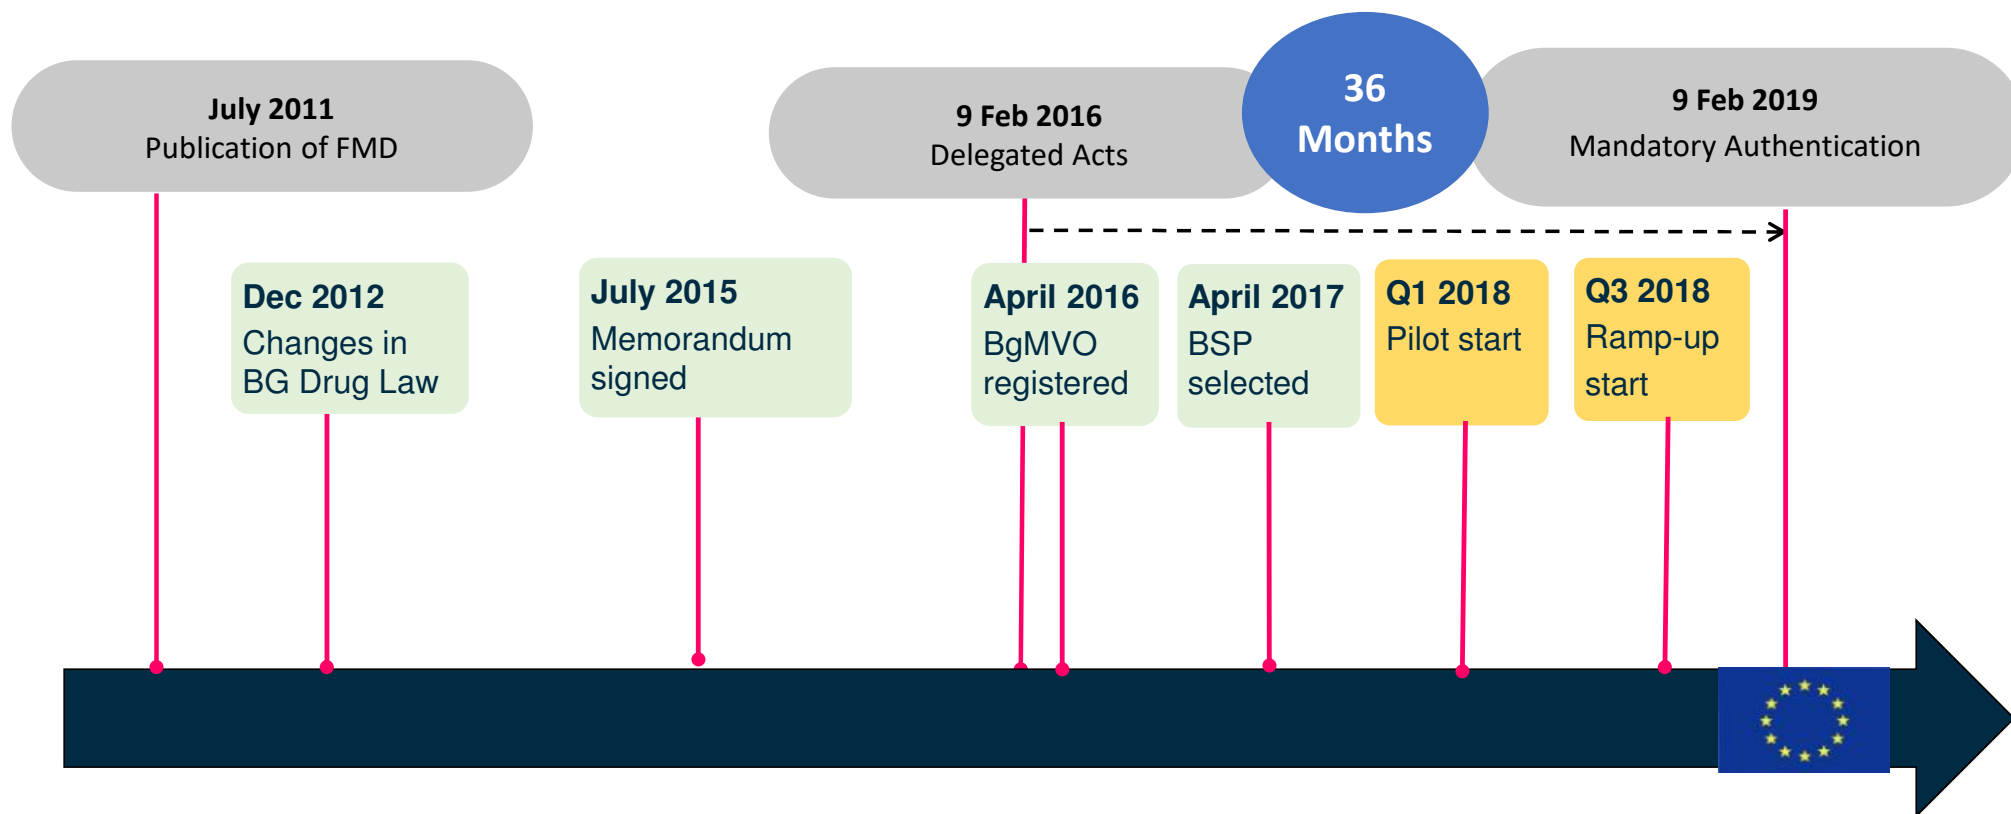 July 2011
Publication of FMD
9 Feb 2016
Delegated Acts
36
Months
9 Feb 2019
Mandatory Authentication
Dec 2012
Changes in
BG Drug Law
July 2015
Memorandum
signed
April 2016
BgMVO
registered
April 2017
BSP
selected
Q1 2018
Pilot start
Q3 2018
Ramp-up
start